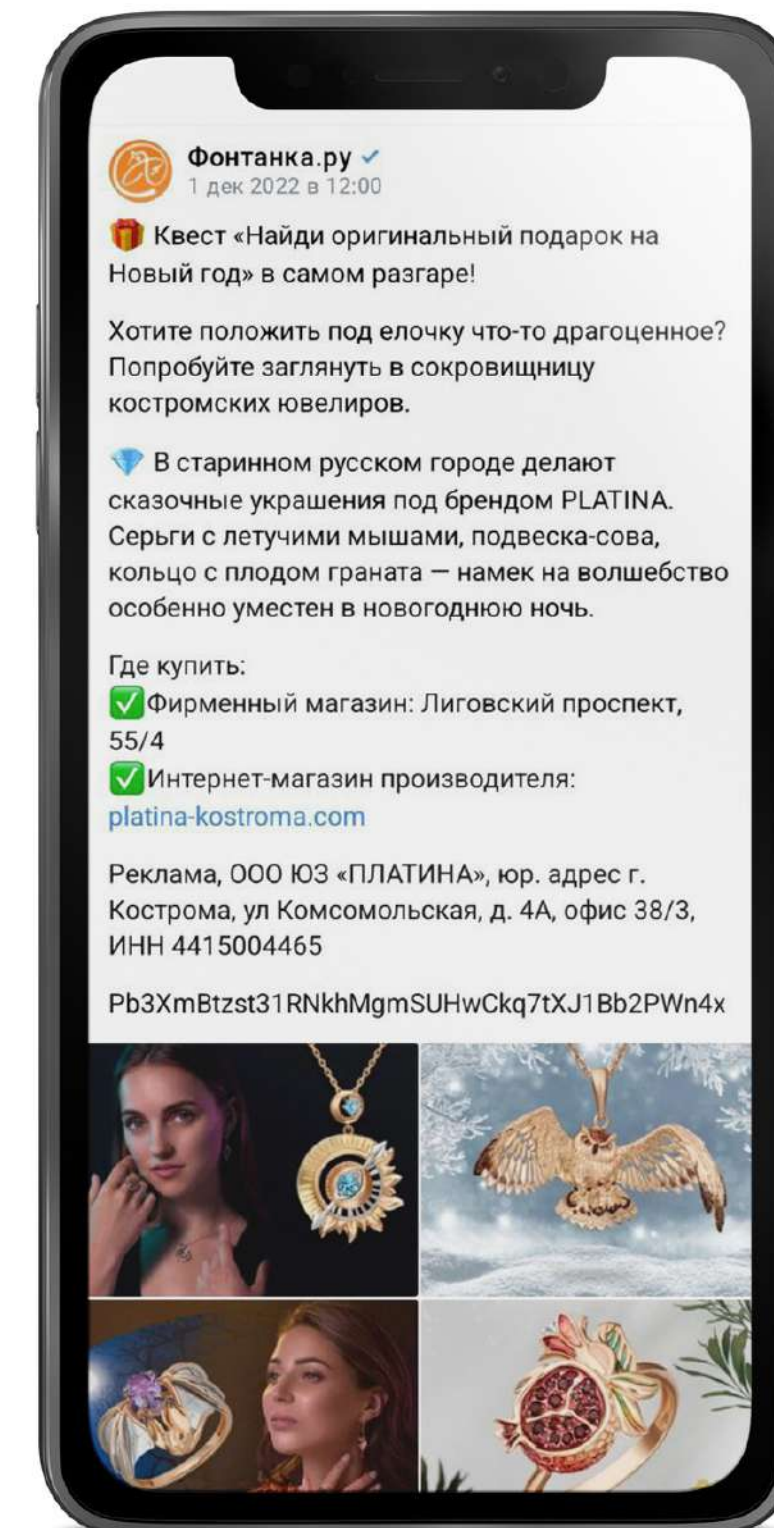 Фонтанка.ру
1 дек 2022 в 12:00
🎁 Квест «Найди оригинальный подарок на
Новый год» в самом разгаре!
Хотите положить под елочку что-то драгоценное?
Попробуйте заглянуть в сокровищницу
костромских ювелиров.
💎 В старинном русском городе делают
сказочные украшения под брендом PLATINA.
Серьги с летучими мышами, подвеска-сова,
кольцо с плодом граната — намек на волшебство
особенно уместен в новогоднюю ночь.
Где купить:
✅Фирменный магазин: Лиговский проспект,
55/4
✅Интернет-магазин производителя:
platina-kostroma.com
Реклама, ООО ЮЗ «ПЛАТИНА», юр. адрес г.
Кострома, ул Комсомольская, д. 4А, офис 38/3,
ИНН 4415004465
Pb3XmBtzst31RNkhMgmSUHwCkq7tXJ1Bb2PWn4x